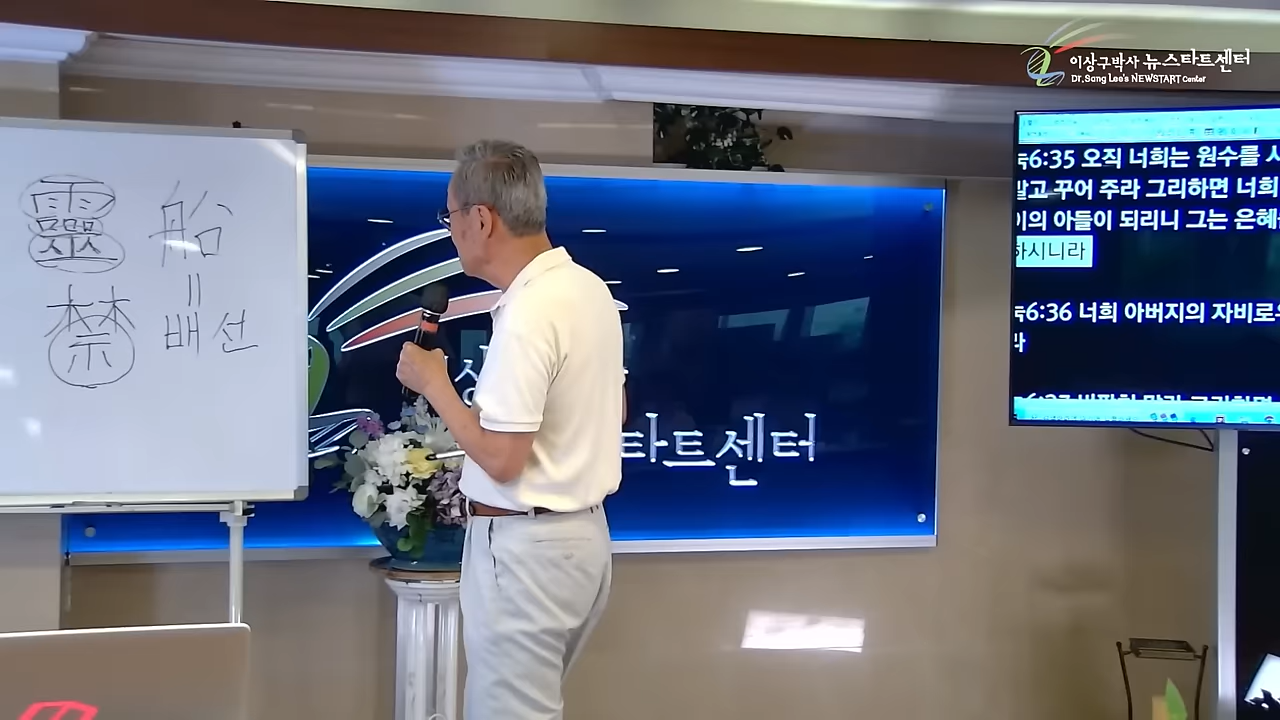 이상구박사 뉴스타트센터
Dr. Sang Lee's NEWSTART Center
靈 船
禁 =
배 선
타트센터
6:35 오직 너희는 원수를
말고 꾸어 주라 그리하면 너희
이의 아들이 되리니 그는 은혜
하시니라
6:36 너희 아버지의 자비로
라